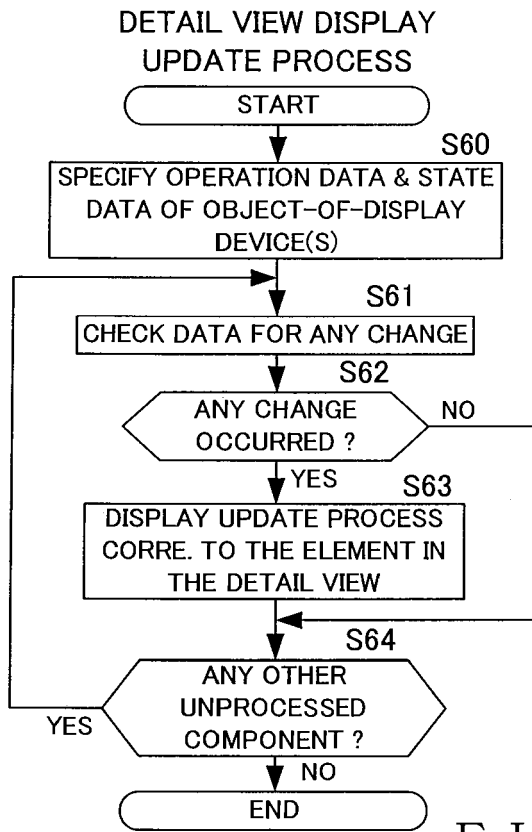 DETAIL VIEW DISPLAY
UPDATE PROCESS
START
S60
SPECIFY OPERATION DATA & STATE
DATA OF OBJECT-OF-DISPLAY
DEVICE(S)
S61
CHECK DATA FOR ANY CHANGE
S62
ANY CHANGE
OCCURRED ?
NO
YES
S63
DISPLAY UPDATE PROCESS
CORRE. TO THE ELEMENT IN
THE DETAIL VIEW
S64
ANY OTHER
UNPROCESSED
COMPONENT ?
YES
NO
END